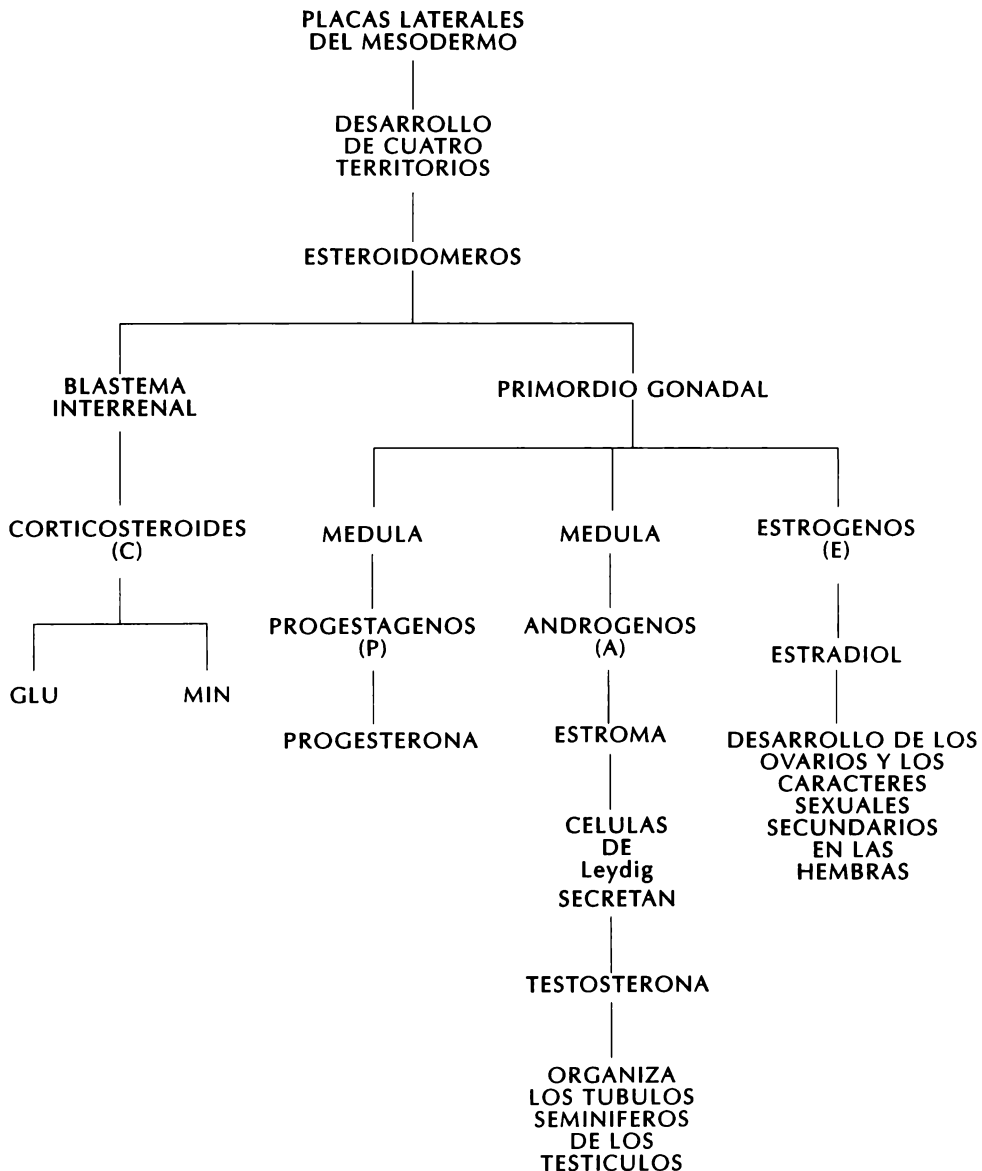 PLACAS LATERALES
DEL MESODERMO
DESARROLLO
DE CUATRO
TERRITORIOS
ESTEROIDOMEROS
BLASTEMA
INTERRENAL
PRIMORDIO GONADAL
CORTICOSTEROIDES
(C)
GLU
MIN
MEDULA
PROGESTAGENOS
(P)
PROGESTERONA
MEDULA
ANDROGENOS
(A)
ESTROMA
CELULAS
DE
Leydig
SECRETAN
TESTOSTERONA
ORGANIZA
LOS TUBULOS
SEMINIFEROS
DE LOS
TESTICULOS
ESTROGENOS
(E)
ESTRADIOL
DESARROLLO DE LOS
OVARIOS Y LOS
CARACTERES
SEXUALES
SECUNDARIOS
EN LAS
HEMBRAS